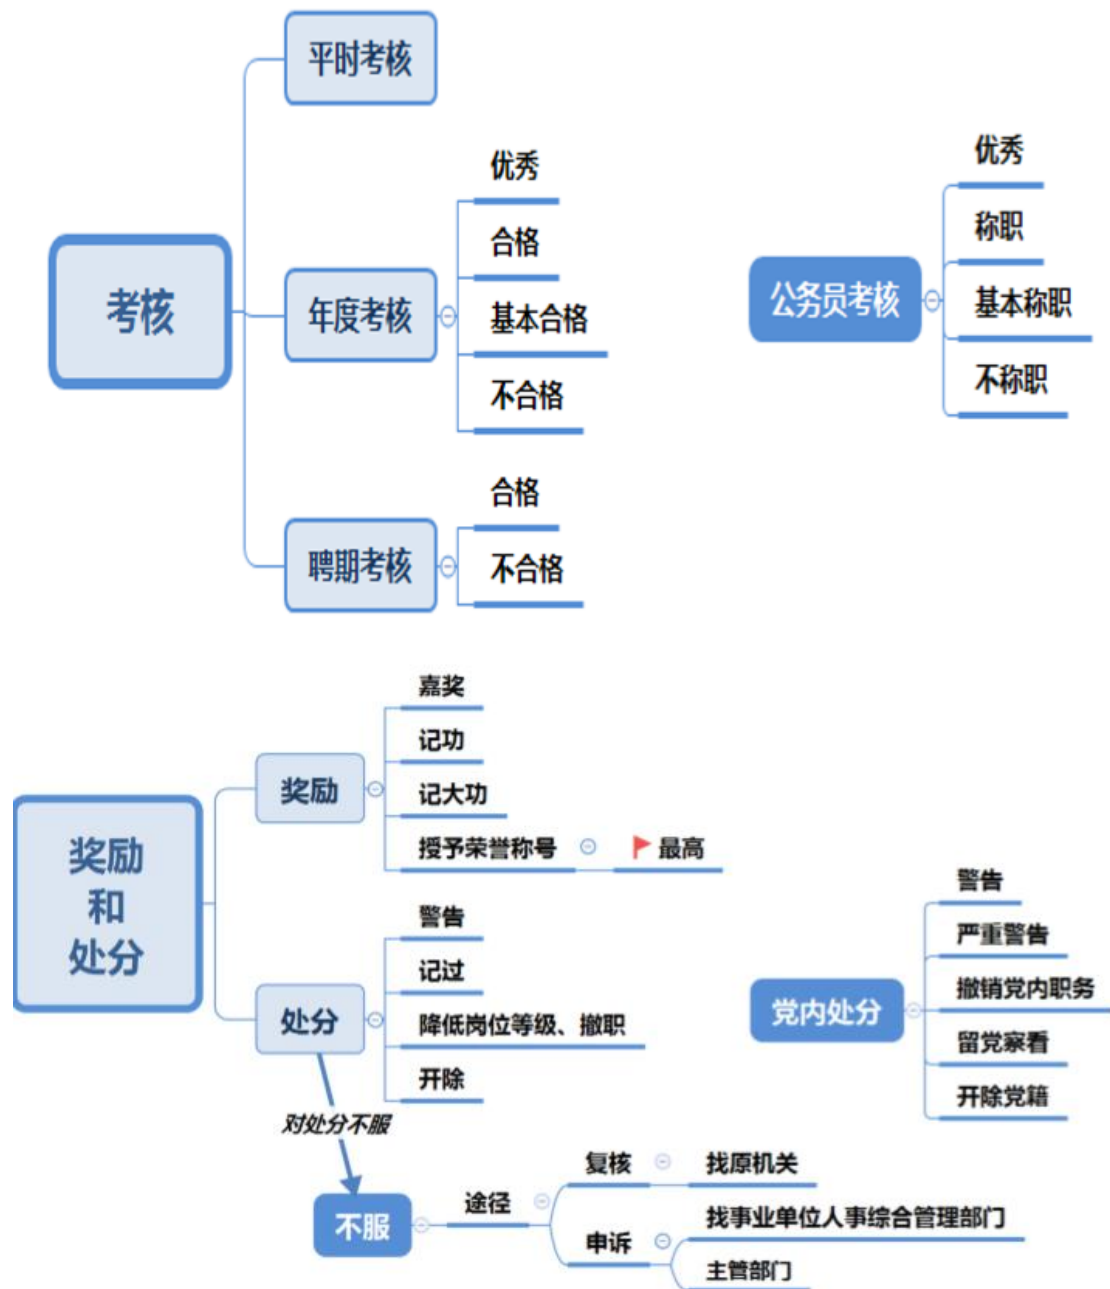 平时考核
考核
年度考核
优秀
合格
基本合格
不合格
聘期考核
合格
不合格
公务员考核
优秀
称职
基本称职
不称职
奖励
和
处分
奖励
嘉奖
记功
记大功
授予荣誉称号
最高
处分
警告
记过
降低岗位等级、撤职
开除
对处分不服
不服
途径
复核
找原机关
申诉
找事业单位人事综合管理部门
主管部门
党内处分
警告
严重警告
撤销党内职务
留党察看
开除党籍